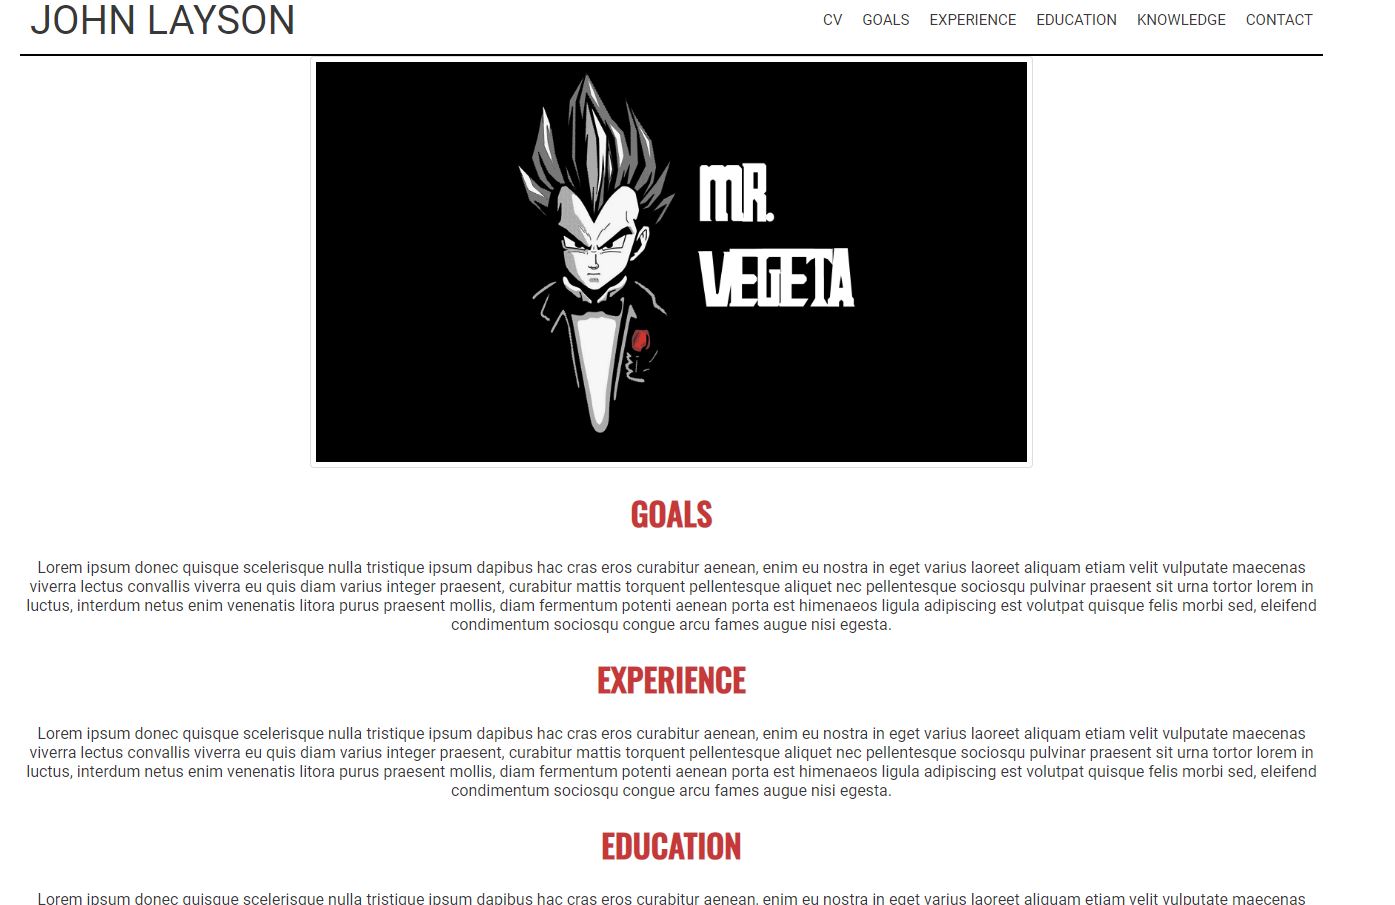 JOHN LAYSON
CV GOALS EXPERIENCE EDUCATION KNOWLEDGE CONTACT
MR.
VEGETA
GOALS
Lorem ipsum donec quisque scelerisque nulla tristique ipsum dapibus hac cras eros curabitur aenean, enim eu nostra in eget varius laoreet aliquam etiam velit vulputate maecenas
viverra lectus convallis viverra eu quis diam varius integer praesent, curabitur mattis torquent pellentesque aliquet nec pellentesque sociosqu pulvinar praesent sit urna tortor lorem in
luctus, interdum netus enim venenatis litora purus praesent mollis, diam fermentum potenti aenean porta est himenaeos ligula adipiscing est volutpat quisque felis morbi sed, eleifend
condimentum sociosqu congue arcu fames augue nisi egesta.
EXPERIENCE
Lorem ipsum donec quisque scelerisque nulla tristique ipsum dapibus hac cras eros curabitur aenean, enim eu nostra in eget varius laoreet aliquam etiam velit vulputate maecenas
viverra lectus convallis viverra eu quis diam varius integer praesent, curabitur mattis torquent pellentesque aliquet nec pellentesque sociosqu pulvinar praesent sit urna tortor lorem in
luctus, interdum netus enim venenatis litora purus praesent mollis, diam fermentum potenti aenean porta est himenaeos ligula adipiscing est volutpat quisque felis morbi sed, eleifend
condimentum sociosqu congue arcu fames augue nisi egesta.
EDUCATION
Lorem ipsum donec quisque scelerisque nulla tristique ipsum dapibus hac cras eros curabitur aenean, enim eu nostra in eget varius laoreet aliquam etiam velit vulputate maecenas